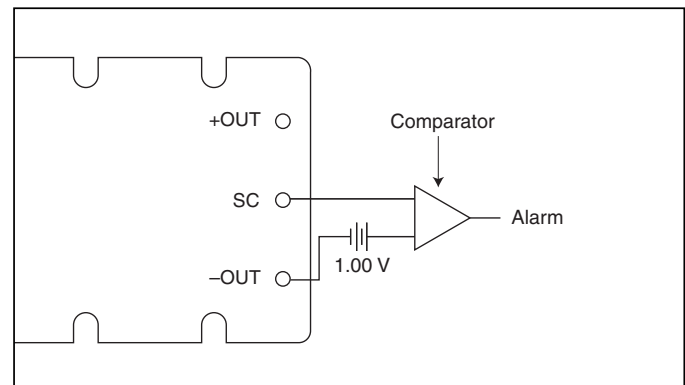 +OUT
Comparator
SC
Alarm
–OUT
1.00 V